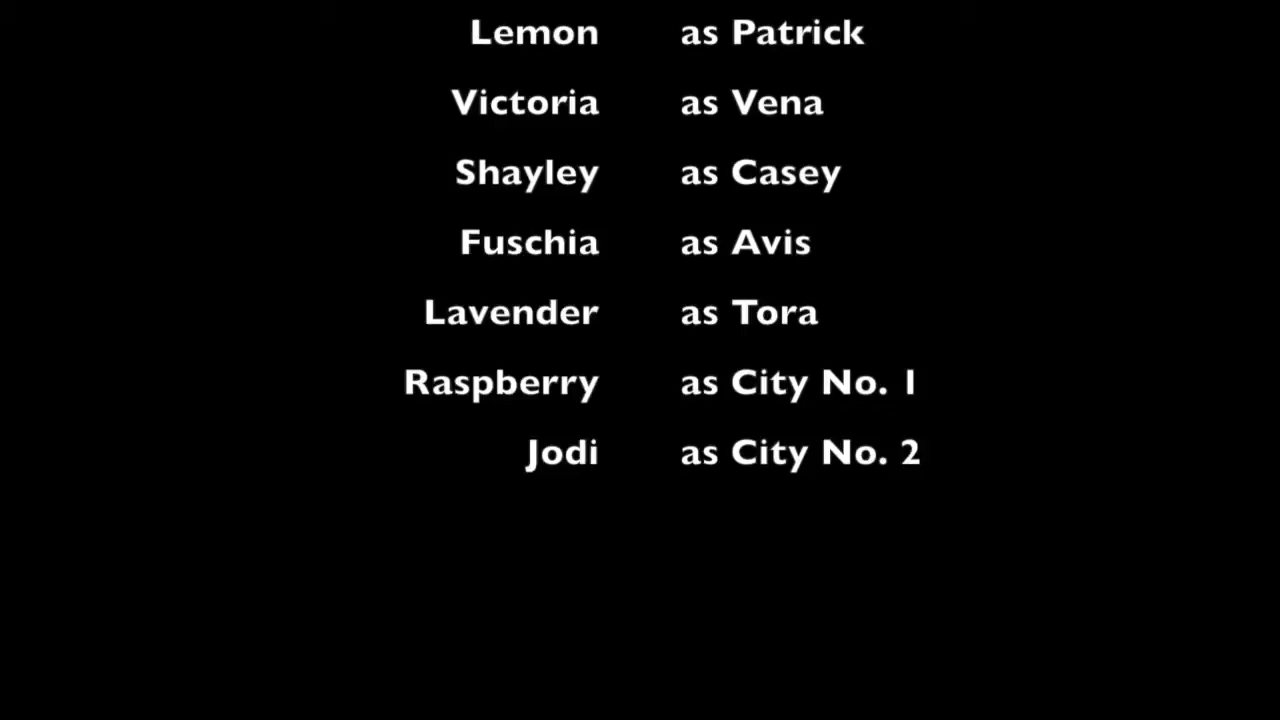 Lemon as Patrick
Victoria as Vena
Shayley as Casey
Fuschia as Avis
Lavender as Tora
Raspberry as City No. 1
Jodi as City No. 2